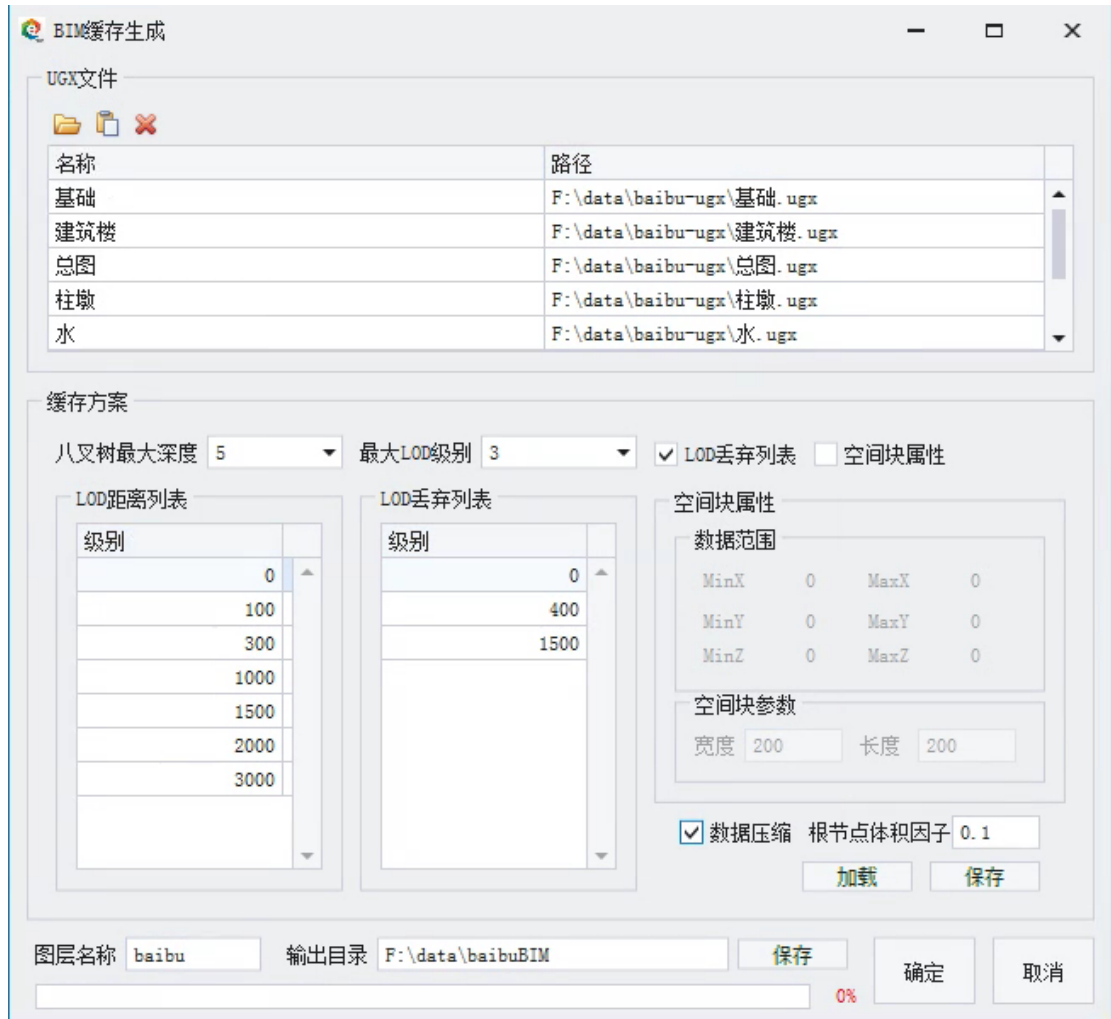 BIM缓存生成
UGX文件
名称 路径
基础 F:\data\baibu-ugx\基础.ugx
建筑楼 F:\data\baibu-ugx\建筑楼.ugx
总图 F:\data\baibu-ugx\总图.ugx
柱墩 F:\data\baibu-ugx\柱墩.ugx
水 F:\data\baibu-ugx\水.ugx
缓存方案
八叉树最大深度 5 最大LOD级别 3 LOD丢弃列表 空间块属性
LOD距离列表 LOD丢弃列表 空间块属性
级别 级别 数据范围
0 0 MinX 0 MaxX 0
100 400 MinY 0 MaxY 0
300 1500 MinZ 0 MaxZ 0
1000
1500 空间块参数
2000 宽度 200 长度 200
3000
数据压缩 根节点体积因子 0.1
加载 保存
图层名称 baibu 输出目录 F:\data\baibuBIM 保存 确定 取消
0%